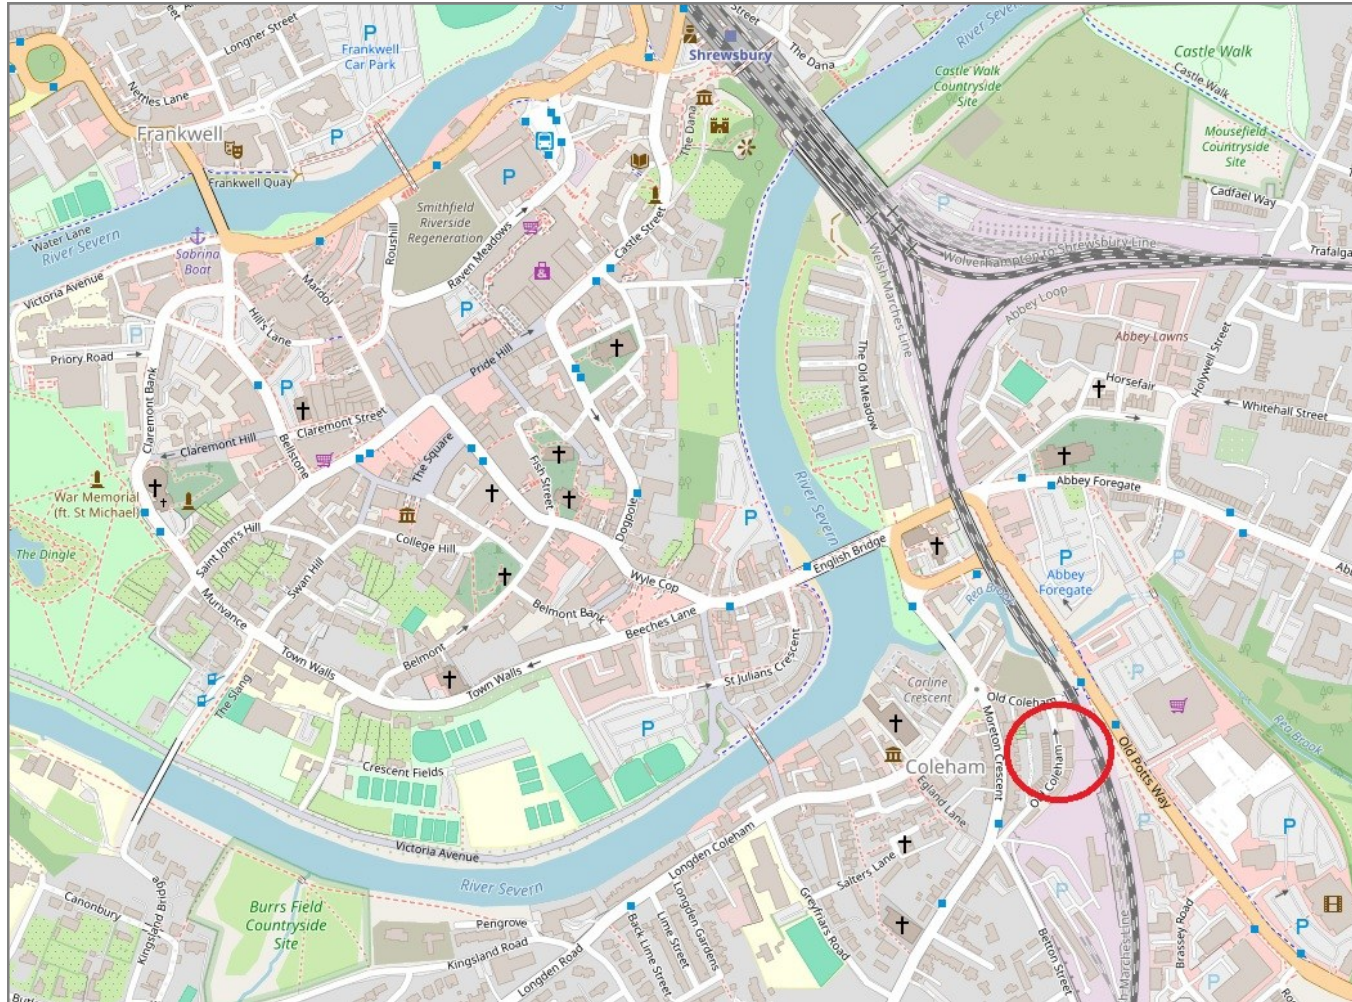 Longner Street
P
Frankwell
Car Park
Nettles Lane
Frankwell
P
Frankwell Quay
Water Lane
River Severn
Sabrina
Boat
Victoria Avenue
Priory Road
Claremont Bank
Hill's Lane
Mardol
Roushill
Smithfield
Riverside
Regeneration
Raven Meadows
P
P
P
P
Castle Street
Pride Hill
Shrewsbury
Street
The Dana
The Dana
River Severn
Castle Walk
Countryside
Site
Castle Walk
Castle Walk
Mousefield
Countryside
Site
Cadfael Way
Trafalga
P
Wolverhampton to Shrewsbury Line
Welsh Marches Line
Abbey Loop
Abbey Lawns
The Old Meadow
Horsefair
Holywell Street
Whitehall Street
Abbey Foregate
Claremont Street
Claremont Hill
Bellstone
The Square
Fish Street
Dogpole
War Memorial
(ft. St Michael)
The Dingle
Saint John's Hill
Swan Hill
College Hill
Murivance
Wyle Cop
P
River Severn
English Bridge
Rea Brook
P
Abbey
Foregate
Ab
Belmont Bank
Beeches Lane
Belmont
Town Walls
Town Walls
St Julians Crescent
The Slang
Crescent Fields
P
Carline
Crescent
Old Coleham
Moreton Crescent
Old Coleham
Old Potts Way
Rea Brook
Coleham
Egland Lane
Victoria Avenue
River Severn
Longden Coleham
Salters Lane
P
P
P
P
P
Burrs Field
Countryside
Site
Canonbury
Kingsland Bridge
Pengrove
Kingsland Road
Longden Road
Back Lime Street
Lime Street
Longden Gardens
Greyfriars Road
Betton Street
h Marches Line
Brassey Road